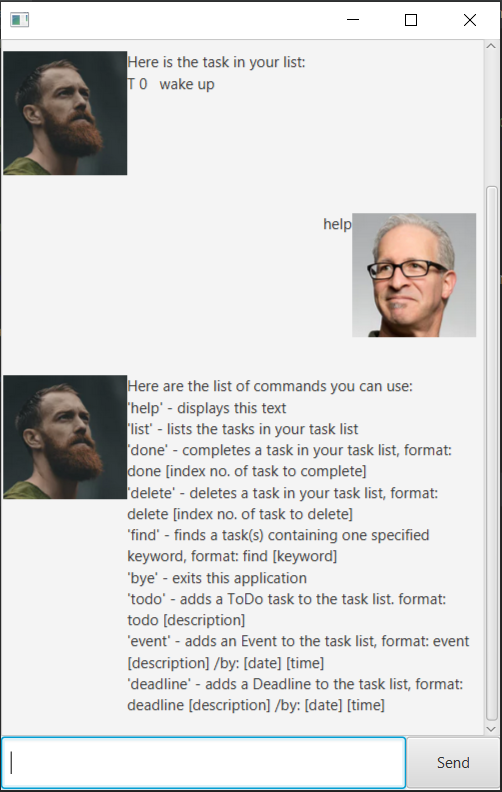 Here is the task in your list:
T 0   wake up
help
Here are the list of commands you can use:
'help' - displays this text
'list' - lists the tasks in your task list
'done' - completes a task in your task list, format:
done [index no. of task to complete]
'delete' - deletes a task in your task list, format:
delete [index no. of task to delete]
'find' - finds a task(s) containing one specified
keyword, format: find [keyword]
'bye' - exits this application
'todo' - adds a ToDo task to the task list. format:
todo [description]
'event' - adds an Event to the task list, format: event
[description] /by: [date] [time]
'deadline' - adds a Deadline to the task list, format:
deadline [description] /by: [date] [time]
Send